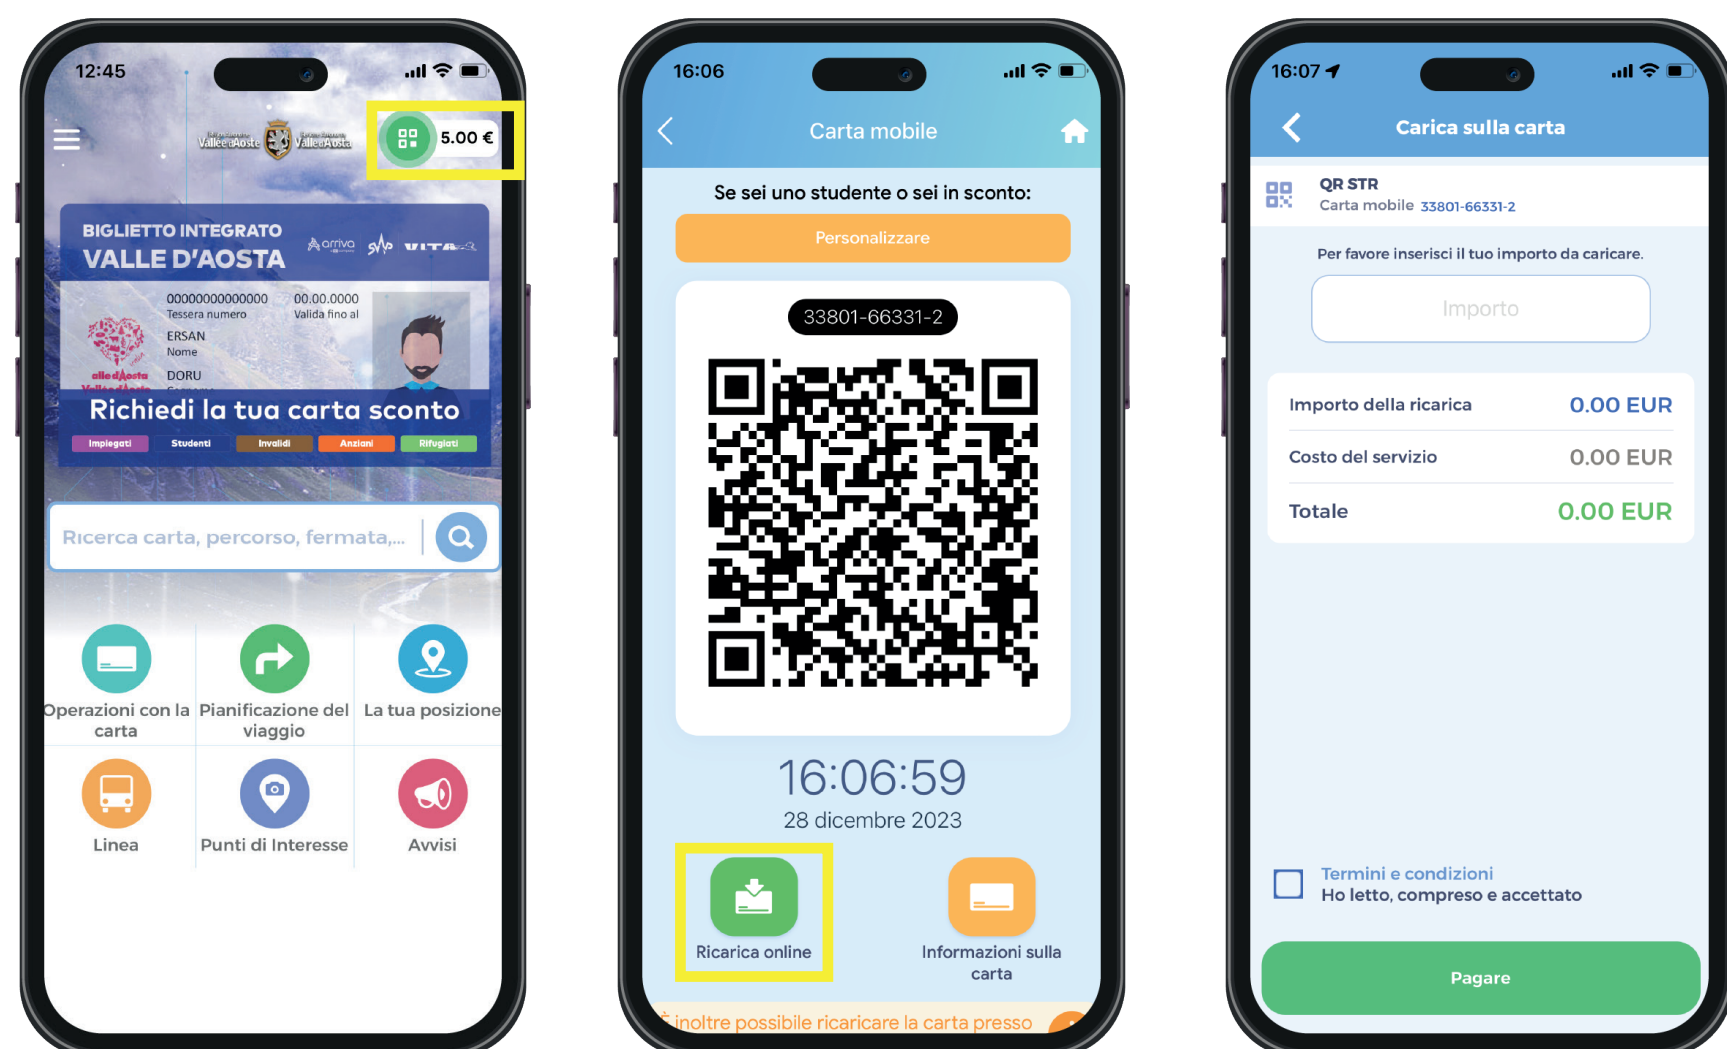 12:45
5.00 €
BIGLIETTO INTEGRATO
VALLE D'AOSTA
arriva
VITA
00000000000000
Tessera numero
00.00.0000
Valida fino al
ERSAN
Nome
DORU
Richiedi la tua carta sconto
Impiegati
Studenti
Invalidi
Anziani
Rifugiati
Ricerca carta, percorso, fermata,...
Operazioni con la
carta
Pianificazione del
viaggio
La tua posizione
Linea
Punti di Interesse
Avvisi
16:06
Carta mobile
Se sei uno studente o sei in sconto:
Personalizzare
33801-66331-2
16:06:59
28 dicembre 2023
Ricarica online
Informazioni sulla
carta
È inoltre possibile ricaricare la carta presso
16:07
Carica sulla carta
QR STR
Carta mobile 33801-66331-2
Per favore inserisci il tuo importo da caricare.
Importo
Importo della ricarica
0.00 EUR
Costo del servizio
0.00 EUR
Totale
0.00 EUR
Termini e condizioni
Ho letto, compreso e accettato
Pagare